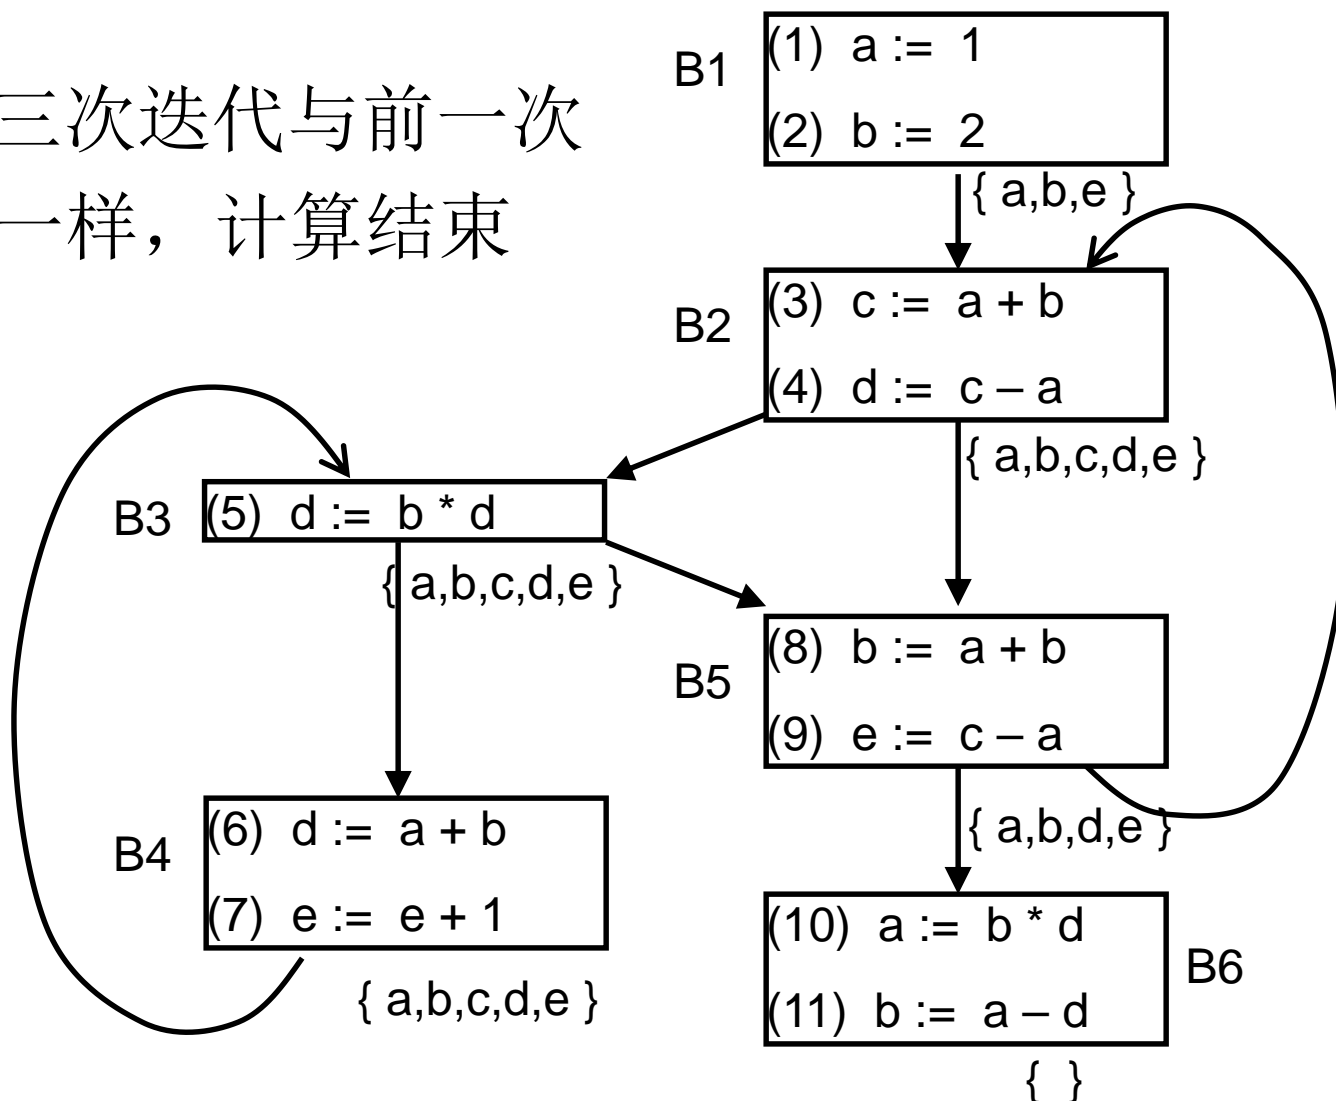 三次迭代与前一次
一样，计算结束
B1
(1) a := 1
(2) b := 2
{ a,b,e }
B2
(3) c := a + b
(4) d := c – a
{ a,b,c,d,e }
B3
(5) d := b * d
{ a,b,c,d,e }
B5
(8) b := a + b
(9) e := c – a
{ a,b,d,e }
B4
(6) d := a + b
(7) e := e + 1
{ a,b,c,d,e }
(10) a := b * d
(11) b := a – d
B6
{ }